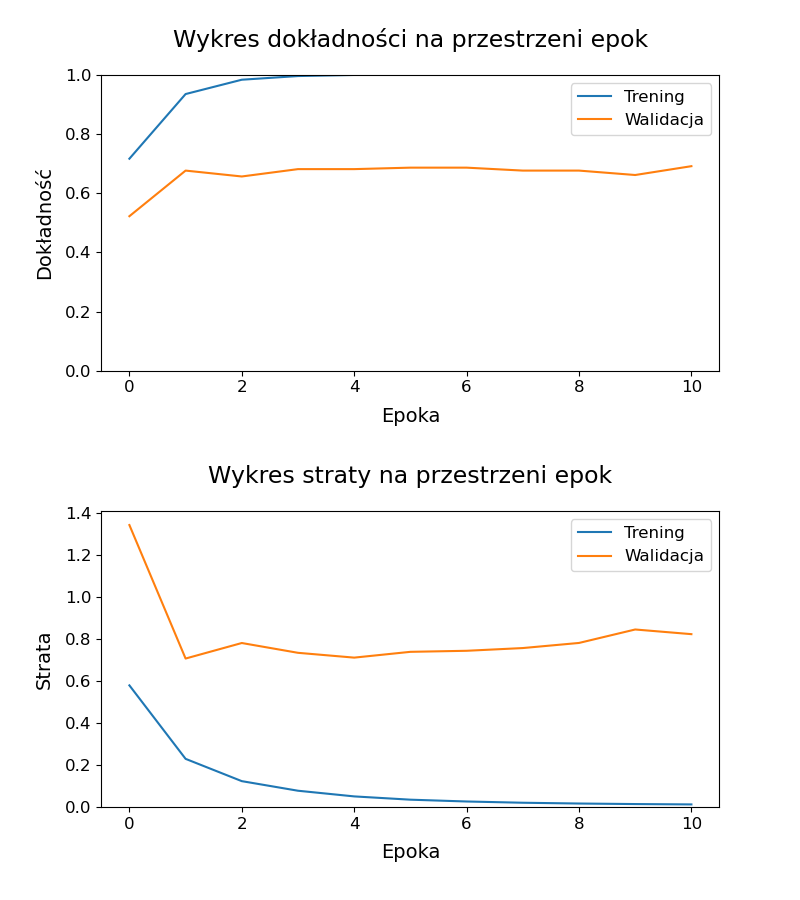 Wykres dokładności na przestrzeni epok
1.0
0.8
0.6
0.4
0.2
0.0
Dokładność
Trening
Walidacja
0 2 4 6 8 10
Epoka
Wykres straty na przestrzeni epok
1.4
1.2
1.0
0.8
0.6
0.4
0.2
0.0
Strata
Trening
Walidacja
0 2 4 6 8 10
Epoka